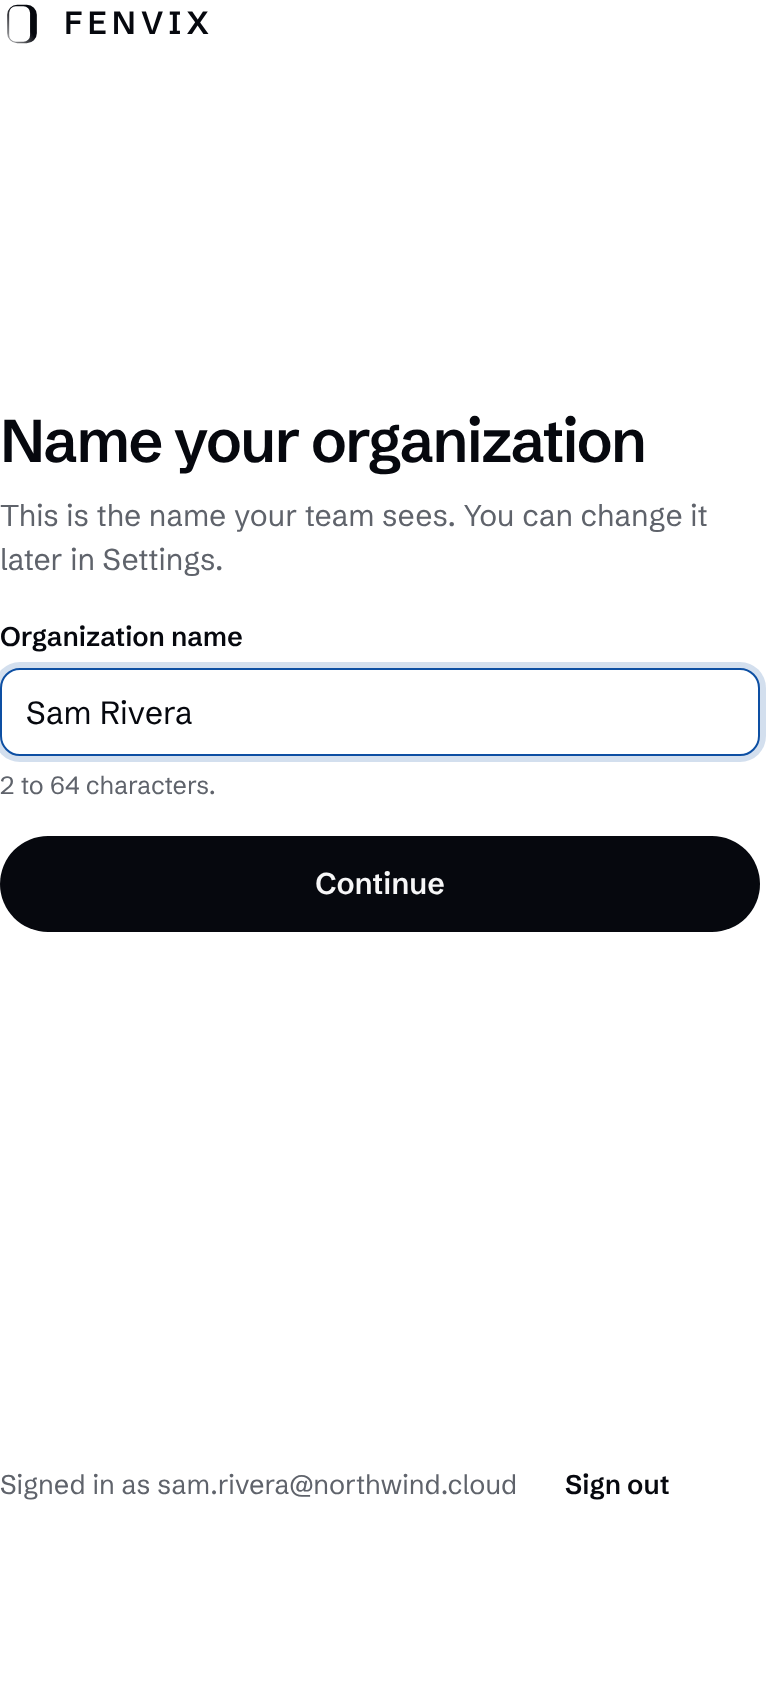 FENVIX
Name your organization
This is the name your team sees. You can change it
later in Settings.
Organization name
Sam Rivera
2 to 64 characters.
Continue
Signed in as sam.rivera@northwind.cloud Sign out